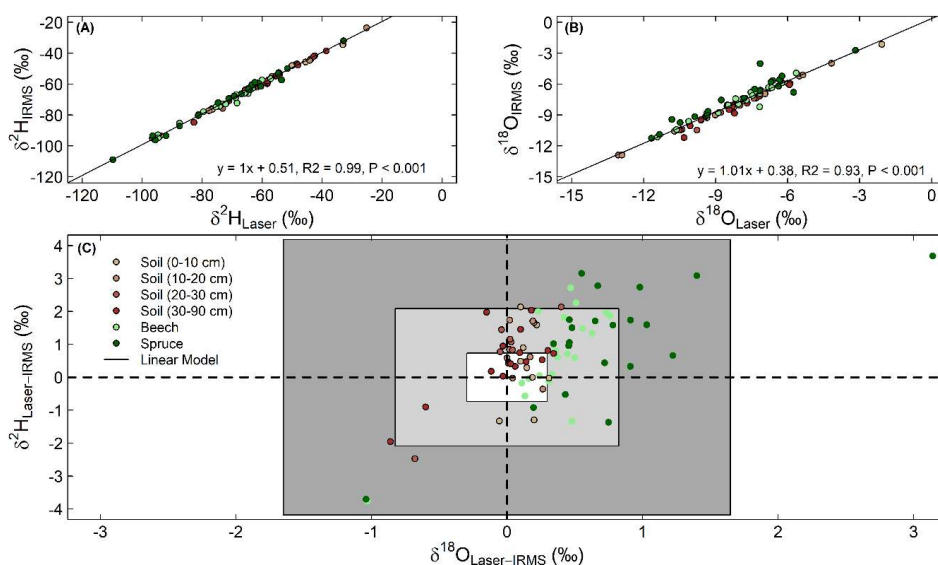 (A)
-20
-40
-60
-80
-100
-120
δ²H_IRMS (‰)
y = 1x + 0.51, R2 = 0.99, P < 0.001
-120 -100 -80 -60 -40 -20 0
δ²H_Laser (‰)
(B)
0
-3
-6
-9
-12
-15
δ¹⁸O_IRMS (‰)
y = 1.01x + 0.38, R2 = 0.93, P < 0.001
-15 -12 -9 -6 -3 0
δ¹⁸O_Laser (‰)
(C)
4
3
2
1
0
-1
-2
-3
-4
δ²H_Laser–IRMS (‰)
Soil (0-10 cm)
Soil (10-20 cm)
Soil (20-30 cm)
Soil (30-90 cm)
Beech
Spruce
Linear Model
-3 -2 -1 0 1 2 3
δ¹⁸O_Laser–IRMS (‰)